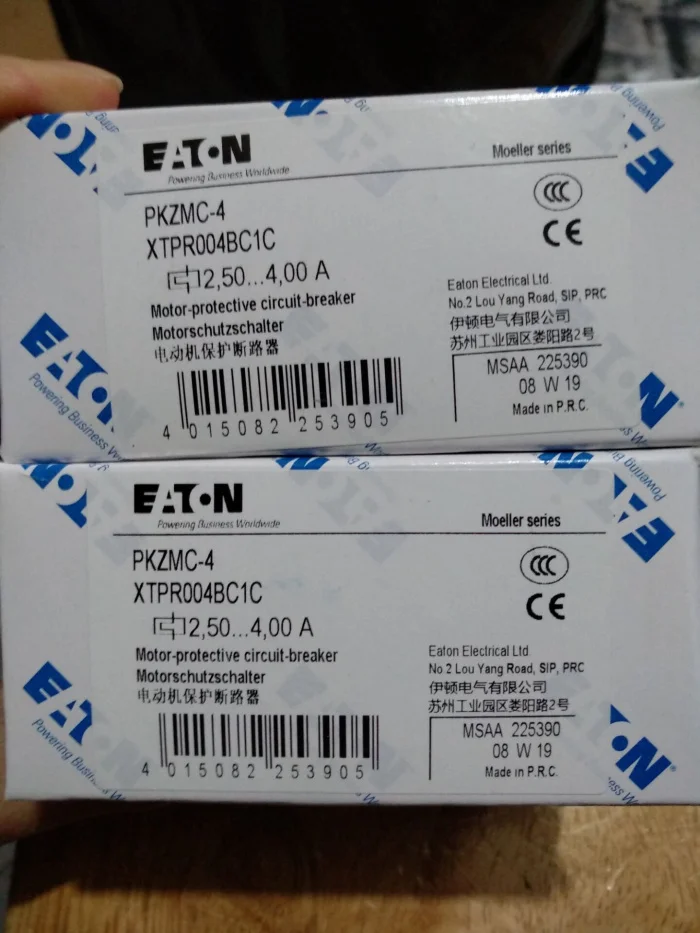 EATON
Powering Business Worldwide
Moeller series
PKZMC-4
XTPR004BC1C
2,50...4,00 A
Motor-protective circuit-breaker
Motorschutzschalter
电动机保护断路器
4 015082 253905
CE
Eaton Electrical Ltd.
No.2 Lou Yang Road, SIP, PRC
伊顿电气有限公司
苏州工业园区娄阳路2号
MSAA 225390
08 W 19
Made in P.R.C.
EATON
Powering Business Worldwide
Moeller series
PKZMC-4
XTPR004BC1C
2,50...4,00 A
Motor-protective circuit-breaker
Motorschutzschalter
电动机保护断路器
4 015082 253905
CCC
CE
Eaton Electrical Ltd
No.2 Lou Yang Road, SIP, PRC
伊顿电气有限公司
苏州工业园区娄阳路2号
MSAA 225390
08 W 19
Made in P.R.C.